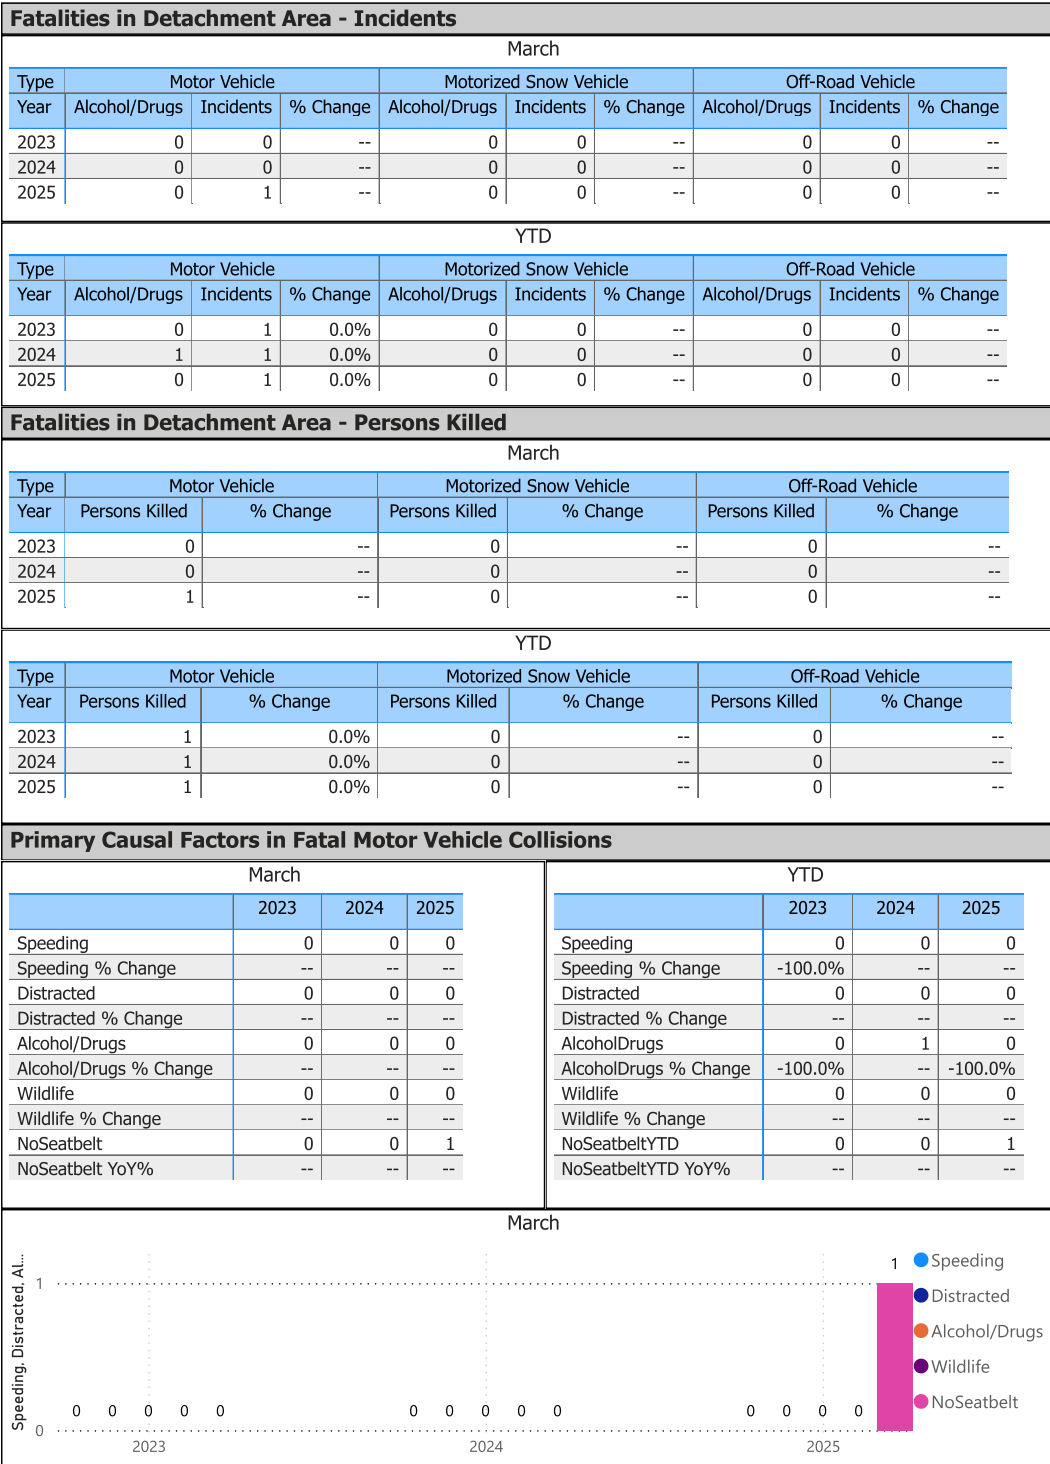 Fatalities in Detachment Area - Incidents
March
Type Motor Vehicle Motorized Snow Vehicle Off-Road Vehicle
Year Alcohol/Drugs Incidents % Change Alcohol/Drugs Incidents % Change Alcohol/Drugs Incidents % Change
2023 0 0 -- 0 0 -- 0 0 --
2024 0 0 -- 0 0 -- 0 0 --
2025 0 1 -- 0 0 -- 0 0 --
YTD
Type Motor Vehicle Motorized Snow Vehicle Off-Road Vehicle
Year Alcohol/Drugs Incidents % Change Alcohol/Drugs Incidents % Change Alcohol/Drugs Incidents % Change
2023 0 1 0.0% 0 0 -- 0 0 --
2024 1 1 0.0% 0 0 -- 0 0 --
2025 0 1 0.0% 0 0 -- 0 0 --
Fatalities in Detachment Area - Persons Killed
March
Type Motor Vehicle Motorized Snow Vehicle Off-Road Vehicle
Year Persons Killed % Change Persons Killed % Change Persons Killed % Change
2023 0 -- 0 -- 0 --
2024 0 -- 0 -- 0 --
2025 1 -- 0 -- 0 --
YTD
Type Motor Vehicle Motorized Snow Vehicle Off-Road Vehicle
Year Persons Killed % Change Persons Killed % Change Persons Killed % Change
2023 1 0.0% 0 -- 0 --
2024 1 0.0% 0 -- 0 --
2025 1 0.0% 0 -- 0 --
Primary Causal Factors in Fatal Motor Vehicle Collisions
March
2023 2024 2025
Speeding 0 0 0
Speeding % Change -- -- --
Distracted 0 0 0
Distracted % Change -- -- --
Alcohol/Drugs 0 0 0
Alcohol/Drugs % Change -- -- --
Wildlife 0 0 0
Wildlife % Change -- -- --
NoSeatbelt 0 0 1
NoSeatbelt YoY% -- -- --
YTD
2023 2024 2025
Speeding 0 0 0
Speeding % Change -100.0% -- --
Distracted 0 0 0
Distracted % Change -- -- --
AlcoholDrugs 0 1 0
AlcoholDrugs % Change -100.0% -- -100.0%
Wildlife 0 0 0
Wildlife % Change -- -- --
NoSeatbeltYTD 0 0 1
NoSeatbeltYTD YoY% -- -- --
March
Speeding, Distracted, Al...
1
0
0 0 0 0 0 0 0 0 0 0 0 0 0 0 1
2023 2024 2025
Speeding
Distracted
Alcohol/Drugs
Wildlife
NoSeatbelt